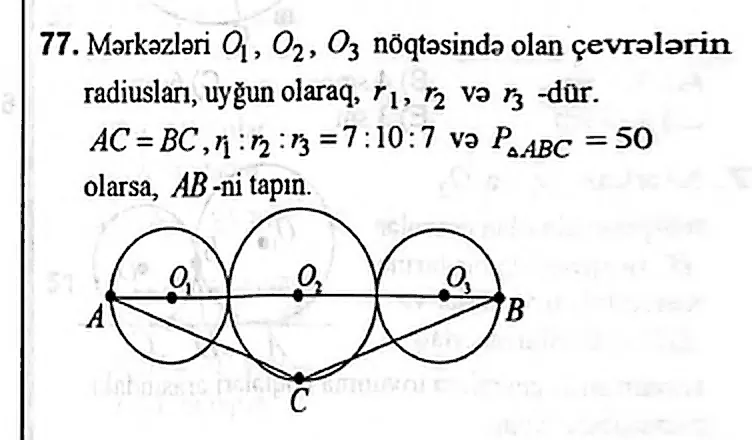 77. Mərkəzləri O₁, O₂, O₃ nöqtəsində olan çevrələrin
radiusları, uyğun olaraq, r₁, r₂ və r₃ -dür.
AC = BC, r₁ : r₂ : r₃ = 7 : 10 : 7 və P△ABC = 50
olarsa, AB-ni tapın.
O₁ O₂ O₃
A B
C